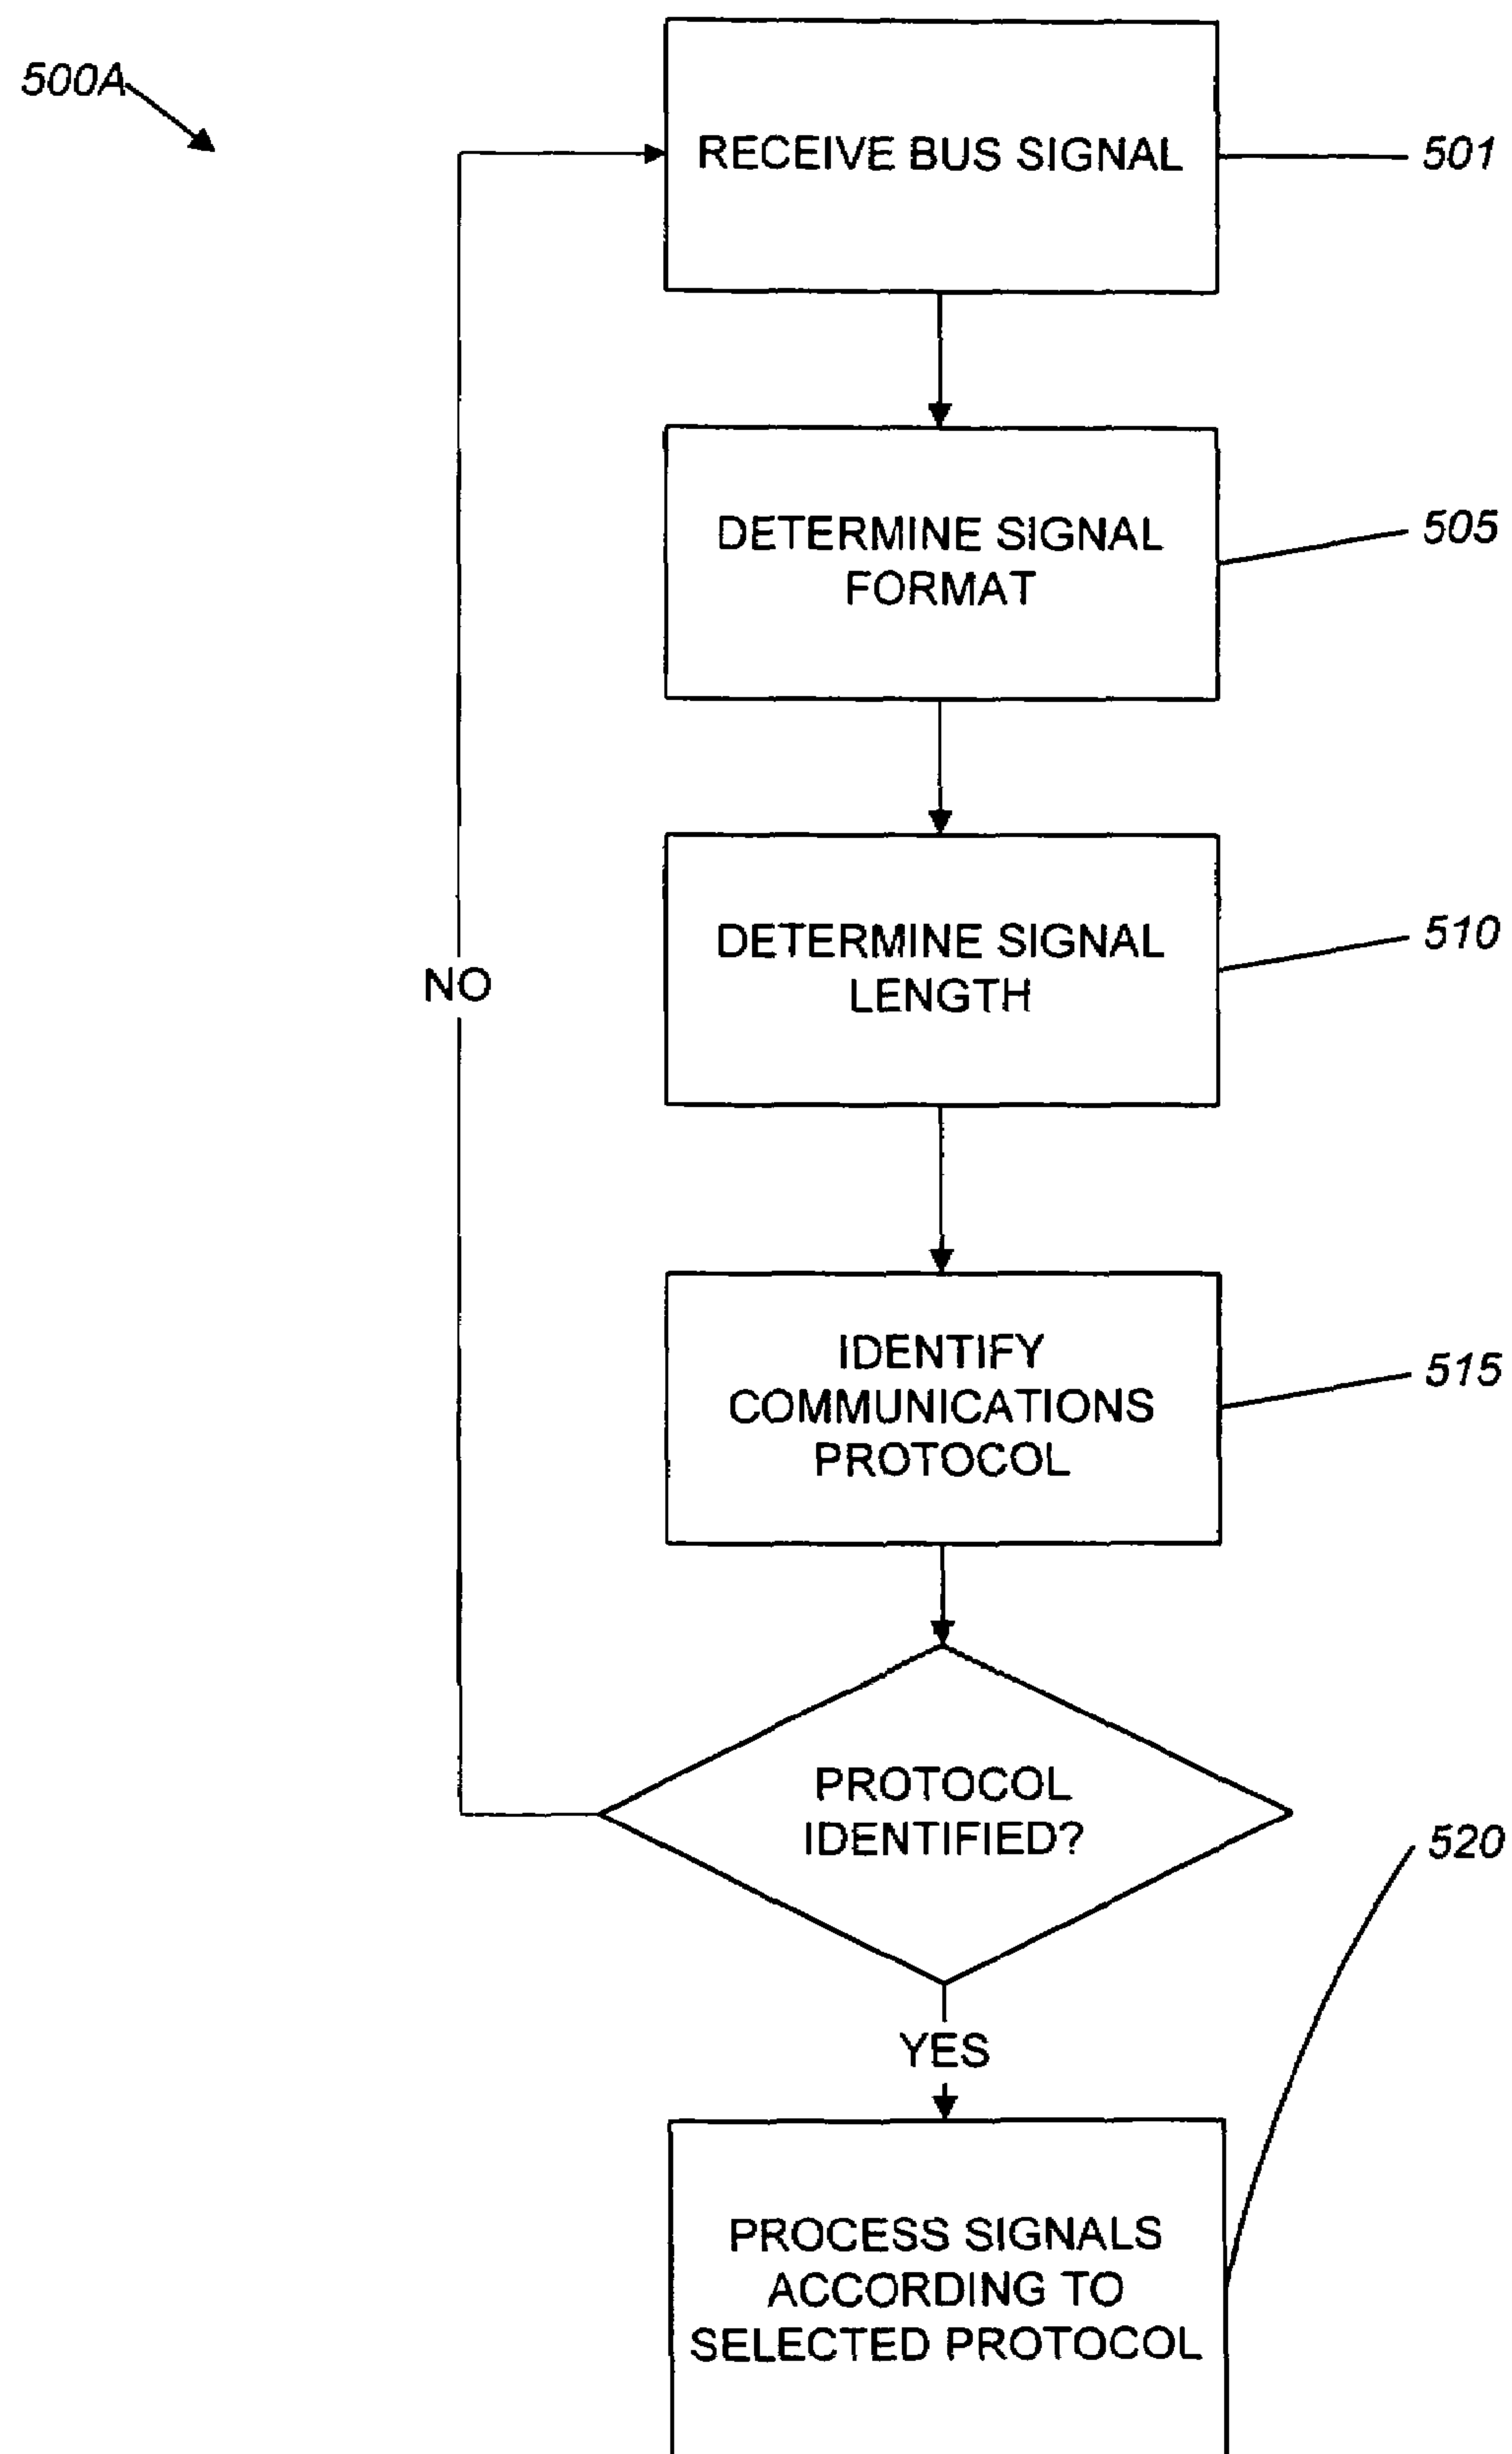 500A
RECEIVE BUS SIGNAL
501
DETERMINE SIGNAL
FORMAT
505
DETERMINE SIGNAL
LENGTH
510
NO
IDENTIFY
COMMUNICATIONS
PROTOCOL
515
PROTOCOL
IDENTIFIED?
520
YES
PROCESS SIGNALS
ACCORDING TO
SELECTED PROTOCOL